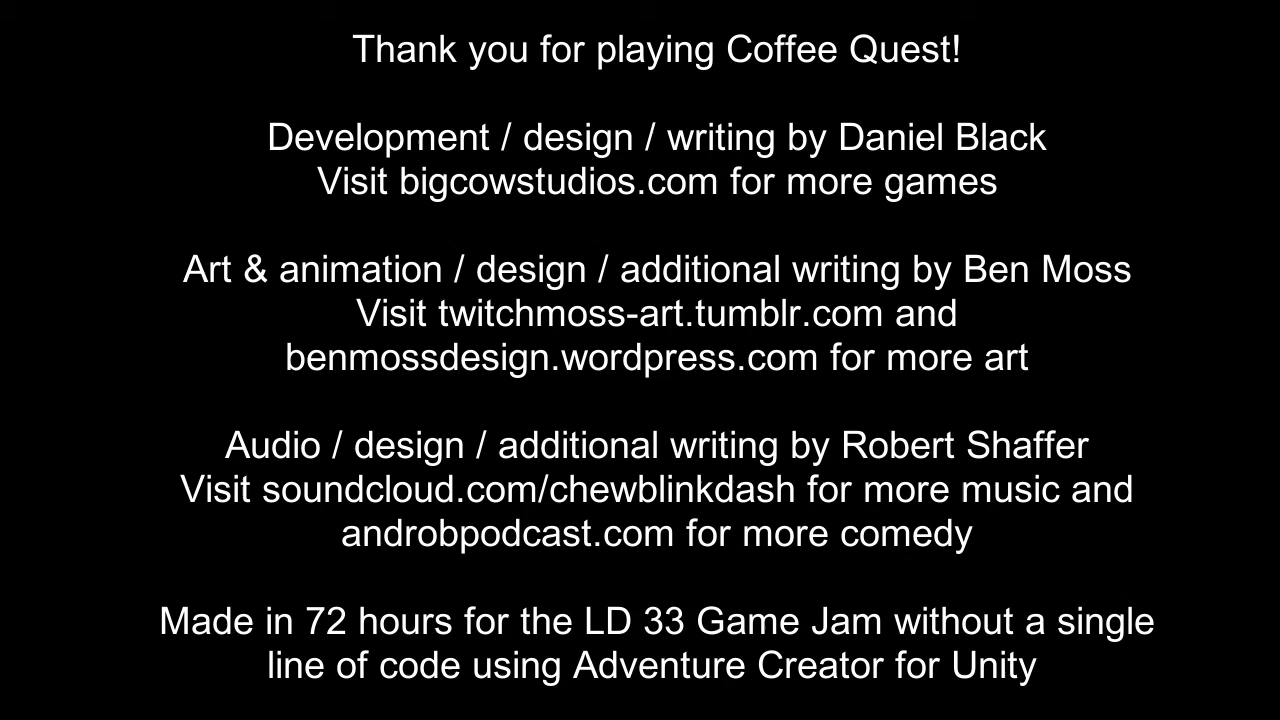 Thank you for playing Coffee Quest!
Development / design / writing by Daniel Black
Visit bigcowstudios.com for more games
Art & animation / design / additional writing by Ben Moss
Visit twitchmoss-art.tumblr.com and
benmossdesign.wordpress.com for more art
Audio / design / additional writing by Robert Shaffer
Visit soundcloud.com/chewblinkdash for more music and
androbpodcast.com for more comedy
Made in 72 hours for the LD 33 Game Jam without a single
line of code using Adventure Creator for Unity